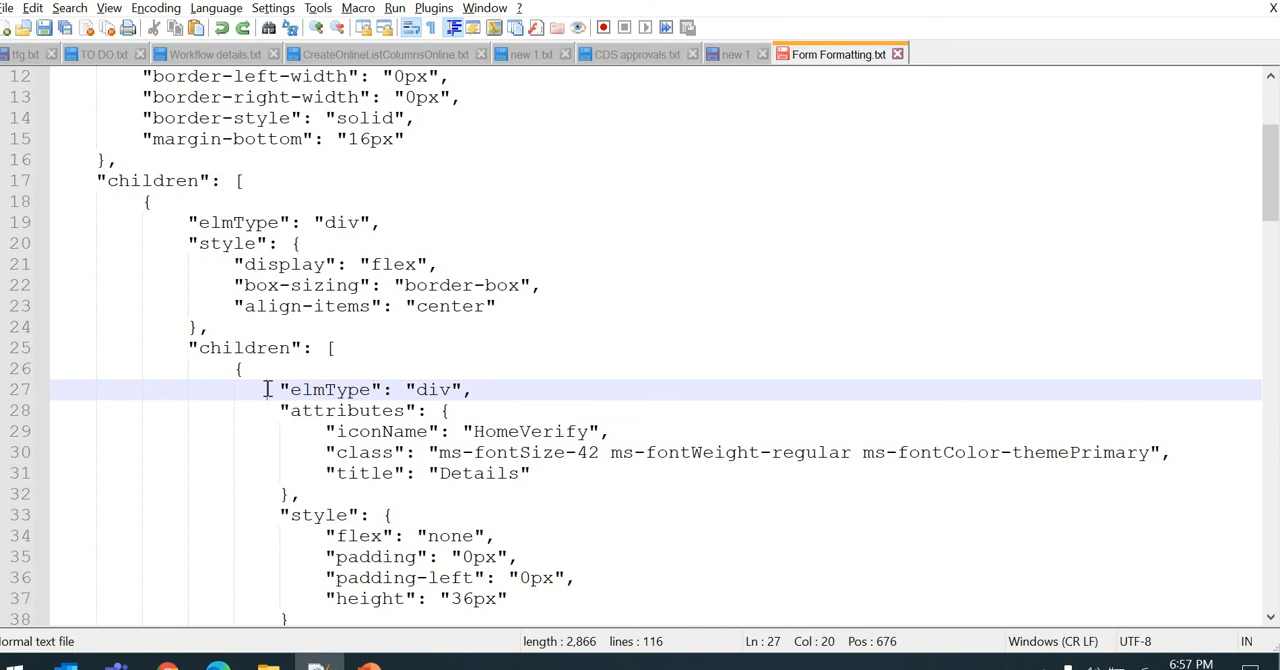 File Edit Search View Encoding Language Settings Tools Macro Run Plugins Window ? X
tfg txt TO DO.txt Workflow details.txt CreateOnlineListColumnsOnline.txt new 1.txt CDS approvals.txt new 1 Form Formatting.txt
12 "border-left-width": "0px",
13 "border-right-width": "0px",
14 "border-style": "solid",
15 "margin-bottom": "16px"
16 },
17 "children": [
18 {
19 "elmType": "div",
20 "style": {
21 "display": "flex",
22 "box-sizing": "border-box",
23 "align-items": "center"
24 },
25 "children": [
26 {
27 "elmType": "div",
28 "attributes": {
29 "iconName": "HomeVerify",
30 "class": "ms-fontSize-42 ms-fontWeight-regular ms-fontColor-themePrimary",
31 "title": "Details"
32 },
33 "style": {
34 "flex": "none",
35 "padding": "0px",
36 "padding-left": "0px",
37 "height": "36px"
38 }
ormal text file length : 2,866 lines : 116 Ln : 27 Col : 20 Pos : 676 Windows (CR LF) UTF-8 IN
6:57 PM